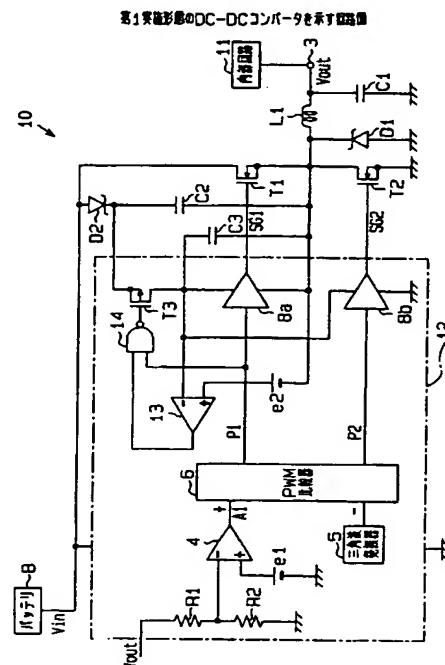 第1実施形態のDC-DCコンバータを示す回路図
10
11
内部回路
3
Vout
L1
C1
D1
D2
C2
C3
T1
T2
T3
SG1
SG2
14
13
8a
8b
e2
P1
P2
12
6
PWM
比較器
A1
+
-
4
-
+
e1
5
三角波
発振器
R1
R2
Vout
Vin
バッテリ
8